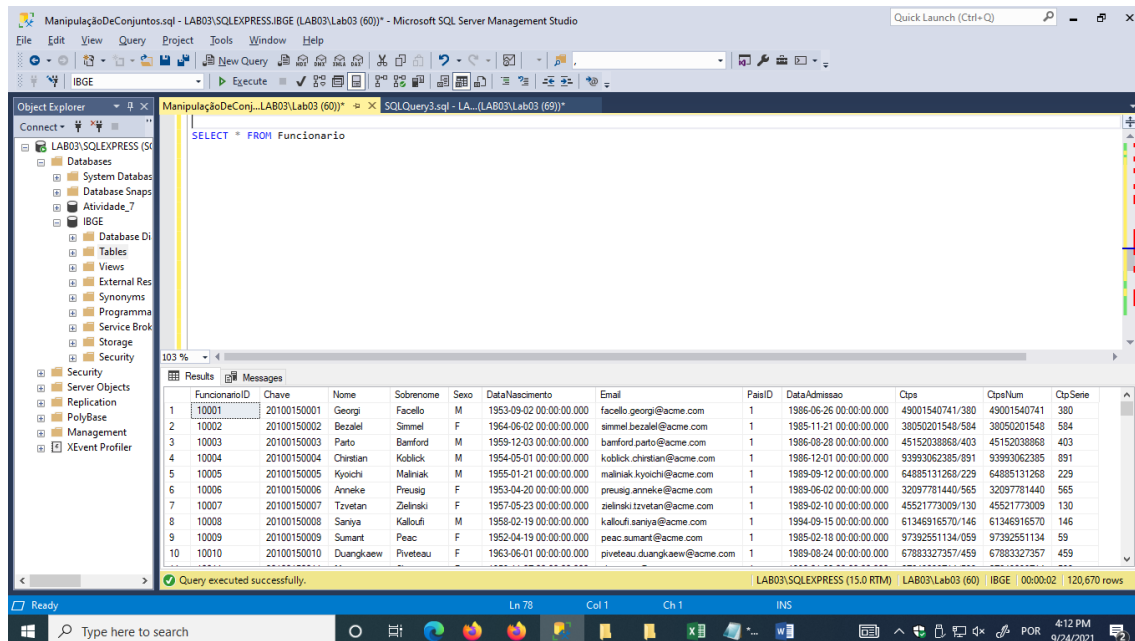 ManipulaçãoDeConjuntos.sql - LAB03\SQLEXPRESS.IBGE (LAB03\Lab03 (60))* - Microsoft SQL Server Management Studio
Quick Launch (Ctrl+Q)
File Edit View Query Project Tools Window Help
New Query
IBGE Execute
Object Explorer
ManipulaçãoDeConj...LAB03\Lab03 (60))*
SQLQuery3.sql - LA...(LAB03\Lab03 (69))*
Connect
SELECT * FROM Funcionario
LAB03\SQLEXPRESS (SQ
Databases
System Databas
Database Snaps
Atividade_7
IBGE
Database Di
Tables
Views
External Res
Synonyms
Programma
Service Brok
Storage
Security
Security
Server Objects
Replication
PolyBase
Management
XEvent Profiler
103 %
Results Messages
FuncionarioID Chave Nome Sobrenome Sexo DataNascimento Email PaisID DataAdmissao Ctps CtpsNum CtpSerie
1 10001 20100150001 Georgi Facello M 1953-09-02 00:00:00.000 facello.georgi@acme.com 1 1986-06-26 00:00:00.000 49001540741/380 49001540741 380
2 10002 20100150002 Bezalel Simmel F 1964-06-02 00:00:00.000 simmel.bezalel@acme.com 1 1985-11-21 00:00:00.000 38050201548/584 38050201548 584
3 10003 20100150003 Parto Bamford M 1959-12-03 00:00:00.000 bamford.parto@acme.com 1 1986-08-28 00:00:00.000 45152038868/403 45152038868 403
4 10004 20100150004 Chirstian Koblick M 1954-05-01 00:00:00.000 koblick.chirstian@acme.com 1 1986-12-01 00:00:00.000 93993062385/891 93993062385 891
5 10005 20100150005 Kyoichi Maliniak M 1955-01-21 00:00:00.000 maliniak.kyoichi@acme.com 1 1989-09-12 00:00:00.000 64885131268/229 64885131268 229
6 10006 20100150006 Anneke Preusig F 1953-04-20 00:00:00.000 preusig.anneke@acme.com 1 1989-06-02 00:00:00.000 32097781440/565 32097781440 565
7 10007 20100150007 Tzvetan Zielinski F 1957-05-23 00:00:00.000 zielinski.tzvetan@acme.com 1 1989-02-10 00:00:00.000 45521773009/130 45521773009 130
8 10008 20100150008 Saniya Kalloufi M 1958-02-19 00:00:00.000 kalloufi.saniya@acme.com 1 1994-09-15 00:00:00.000 61346916570/146 61346916570 146
9 10009 20100150009 Sumant Peac F 1952-04-19 00:00:00.000 peac.sumant@acme.com 1 1985-02-18 00:00:00.000 97392551134/059 97392551134 59
10 10010 20100150010 Duangkaew Piveteau F 1963-06-01 00:00:00.000 piveteau.duangkaew@acme.com 1 1989-08-24 00:00:00.000 67883327357/459 67883327357 459
Query executed successfully. LAB03\SQLEXPRESS (15.0 RTM) LAB03\Lab03 (60) IBGE 00:00:02 120,670 rows
Ready Ln 78 Col 1 Ch 1 INS
Type here to search
POR
4:12 PM
9/24/2021